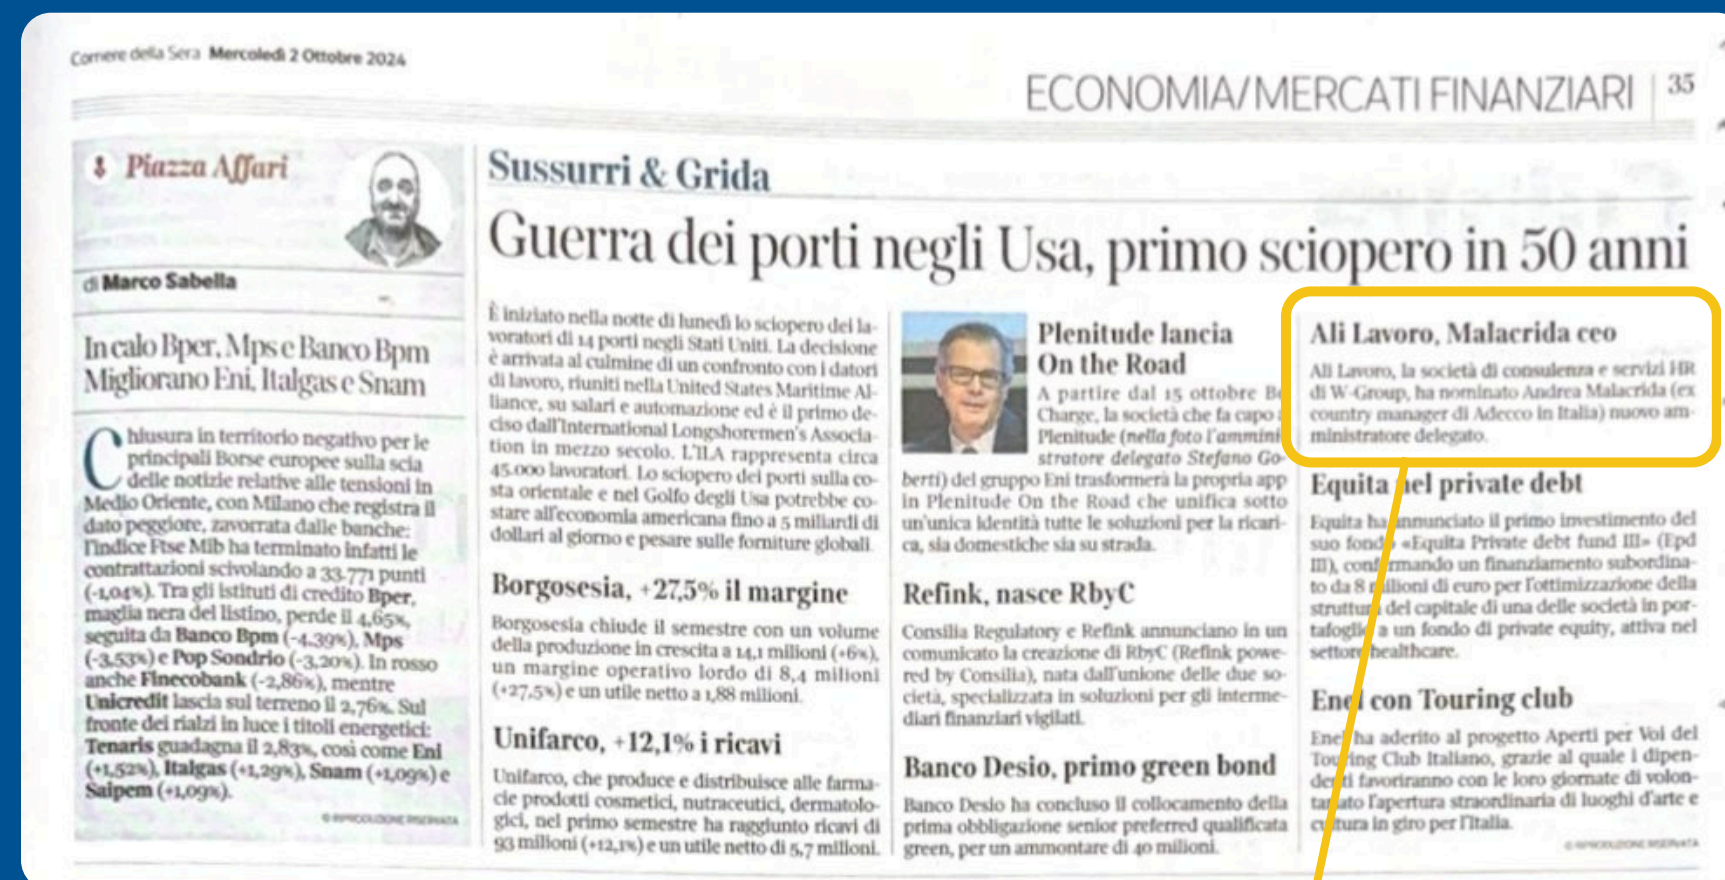 Corriere della Sera Mercoledì 2 Ottobre 2024
ECONOMIA/MERCATI FINANZIARI | 35
Piazza Affari
di Marco Sabella
In calo Bper, Mps e Banco Bpm
Migliorano Eni, Italgas e Snam
Chiusura in territorio negativo per le
principali Borse europee sulla scia
delle notizie relative alle tensioni in
Medio Oriente, con Milano che registra il
dato peggiore, zavorrata dalle banche:
l'indice Ftse Mib ha terminato infatti le
contrattazioni scivolando a 33.771 punti
(-1,04%). Tra gli istituti di credito Bper,
maglia nera del listino, perde il 4,65%,
seguita da Banco Bpm (-4,39%), Mps
(-3,53%) e Pop Sondrio (-3,20%). In rosso
anche Finecobank (-2,86%), mentre
Unicredit lascia sul terreno il 2,76%. Sul
fronte dei rialzi in luce i titoli energetici:
Tenaris guadagna il 2,83%, così come Eni
(+1,52%), Italgas (+1,29%), Snam (+1,09%) e
Saipem (+1,09%).
© RIPRODUZIONE RISERVATA
Sussurri & Grida
Guerra dei porti negli Usa, primo sciopero in 50 anni
È iniziato nella notte di lunedì lo sciopero dei la-
voratori di 14 porti negli Stati Uniti. La decisione
è arrivata al culmine di un confronto con i datori
di lavoro, riuniti nella United States Maritime Al-
liance, su salari e automazione ed è il primo de-
ciso dall'International Longshoremen's Associa-
tion in mezzo secolo. L'ILA rappresenta circa
45.000 lavoratori. Lo sciopero dei porti sulla co-
sta orientale e nel Golfo degli Usa potrebbe co-
stare all'economia americana fino a 5 miliardi di
dollari al giorno e pesare sulle forniture globali.
Borgosesia, +27,5% il margine
Borgosesia chiude il semestre con un volume
della produzione in crescita a 14,1 milioni (+6%),
un margine operativo lordo di 8,4 milioni
(+27,5%) e un utile netto a 1,88 milioni.
Unifarco, +12,1% i ricavi
Unifarco, che produce e distribuisce alle farma-
cie prodotti cosmetici, nutraceutici, dermatolo-
gici, nel primo semestre ha raggiunto ricavi di
93 milioni (+12,1%) e un utile netto di 5,7 milioni.
Plenitude lancia
On the Road
A partire dal 15 ottobre Be
Charge, la società che fa capo a
Plenitude (nella foto l'ammini-
stratore delegato Stefano Go-
berti) del gruppo Eni trasformerà la propria app
in Plenitude On the Road che unifica sotto
un'unica identità tutte le soluzioni per la ricari-
ca, sia domestiche sia su strada.
Refink, nasce RbyC
Consilia Regulatory e Refink annunciano in un
comunicato la creazione di RbyC (Refink powe-
red by Consilia), nata dall'unione delle due so-
cietà, specializzata in soluzioni per gli interme-
diari finanziari vigilati.
Banco Desio, primo green bond
Banco Desio ha concluso il collocamento della
prima obbligazione senior preferred qualificata
green, per un ammontare di 40 milioni.
Ali Lavoro, Malacrida ceo
Ali Lavoro, la società di consulenza e servizi HR
di W-Group, ha nominato Andrea Malacrida (ex
country manager di Adecco in Italia) nuovo am-
ministratore delegato.
Equita nel private debt
Equita ha annunciato il primo investimento del
suo fondo «Equita Private debt fund III» (Epd
III), confermando un finanziamento subordina-
to da 8 milioni di euro per l'ottimizzazione della
struttura del capitale di una delle società in por-
tafoglio a un fondo di private equity, attiva nel
settore healthcare.
Enel con Touring club
Enel ha aderito al progetto Aperti per Voi del
Touring Club Italiano, grazie al quale i dipen-
denti favoriranno con le loro giornate di volon-
tariato l'apertura straordinaria di luoghi d'arte e
cultura in giro per l'Italia.
© RIPRODUZIONE RISERVATA